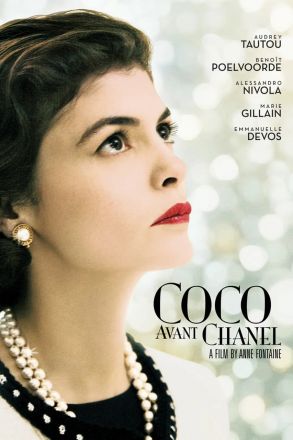 AUDREY
TAUTOU
BENOÎT
POELVOORDE
ALESSANDRO
NIVOLA
MARIE
GILLAIN
EMMANUELLE
DEVOS
COCO
AVANT CHANEL
A FILM BY ANNE FONTAINE